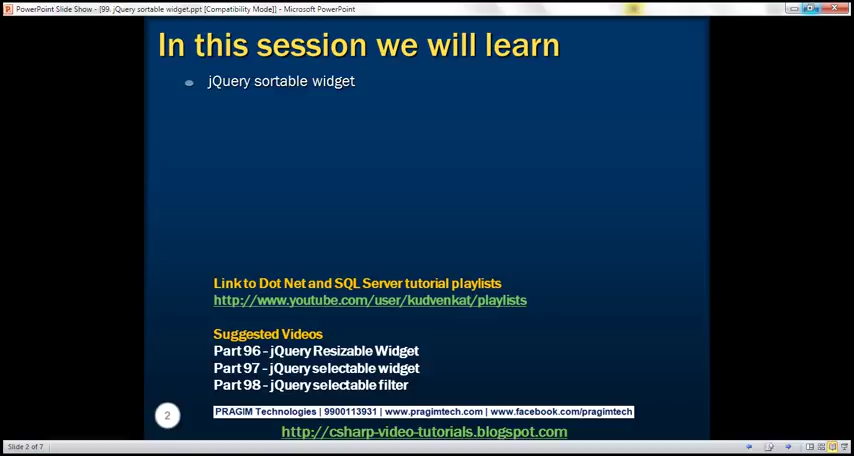 PowerPoint Slide Show - [99. jQuery sortable widget.ppt [Compatibility Mode]] - Microsoft PowerPoint
In this session we will learn
jQuery sortable widget
Link to Dot Net and SQL Server tutorial playlists
http://www.youtube.com/user/kudvenkat/playlists
Suggested Videos
Part 96 - jQuery Resizable Widget
Part 97 - jQuery selectable widget
Part 98 - jQuery selectable filter
2
PRAGIM Technologies | 9900113931 | www.pragimtech.com | www.facebook.com/pragimtech
http://csharp-video-tutorials.blogspot.com
Slide 2 of 7